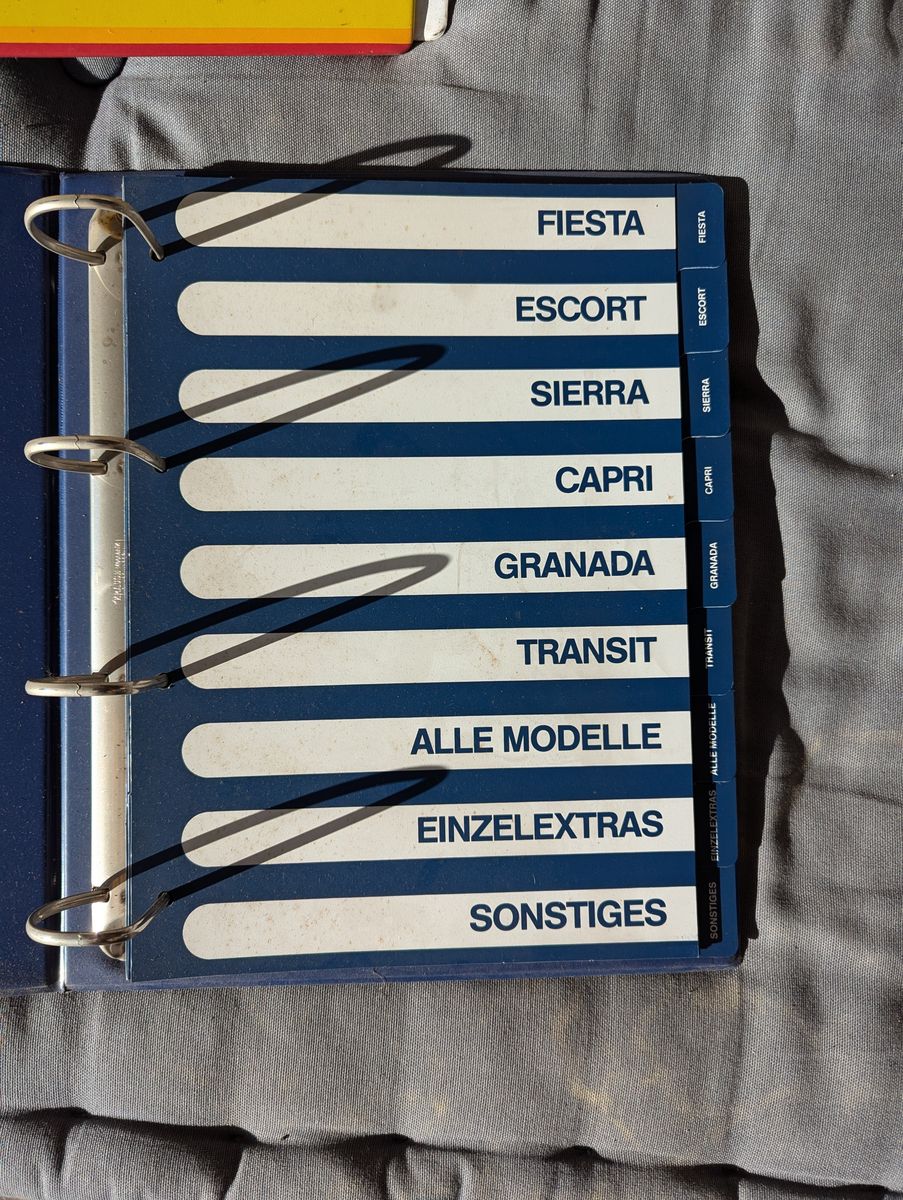 FIESTA
ESCORT
SIERRA
CAPRI
GRANADA
TRANSIT
ALLE MODELLE
EINZELEXTRAS
SONSTIGES
FIESTA
ESCORT
SIERRA
CAPRI
GRANADA
TRANSIT
ALLE MODELLE
EINZELEXTRAS
SONSTIGES